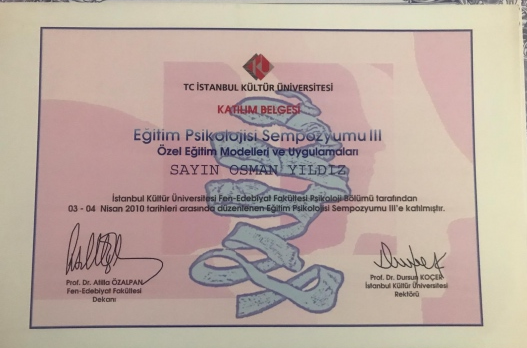 TC İSTANBUL KÜLTÜR ÜNİVERSİTESİ
KATILIM BELGESİ
Eğitim Psikolojisi Sempozyumu III
Özel Eğitim Modelleri ve Uygulamaları
SAYIN OSMAN YILDIZ
İstanbul Kültür Üniversitesi Fen-Edebiyat Fakültesi Psikoloji Bölümü tarafından
03 - 04 Nisan 2010 tarihleri arasında düzenlenen Eğitim Psikolojisi Sempozyumu III'e katılmıştır.
Prof. Dr. Atilla ÖZALPAN
Fen-Edebiyat Fakültesi
Dekanı
Prof. Dr. Dursun KOÇER
İstanbul Kültür Üniversitesi
Rektörü